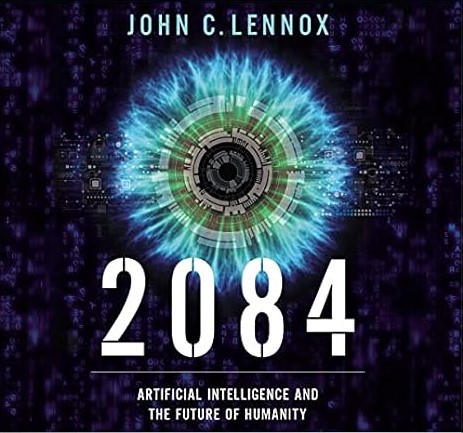 JOHN C. LENNOX
2084
ARTIFICIAL INTELLIGENCE AND
THE FUTURE OF HUMANITY